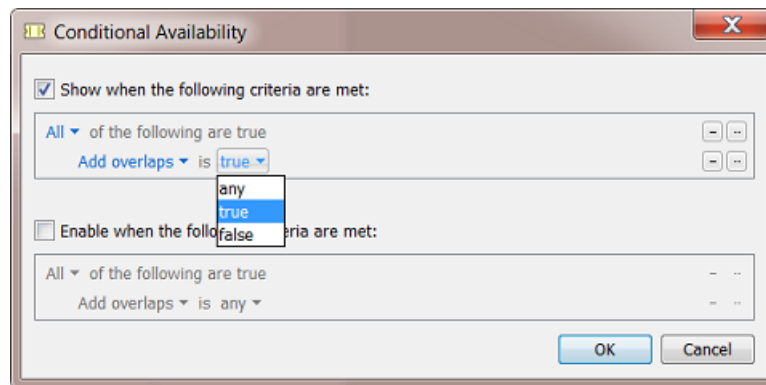 Conditional Availability
Show when the following criteria are met:
All of the following are true
Add overlaps is true
any
true
false
Enable when the follo eria are met:
All of the following are true
Add overlaps is any
OK Cancel